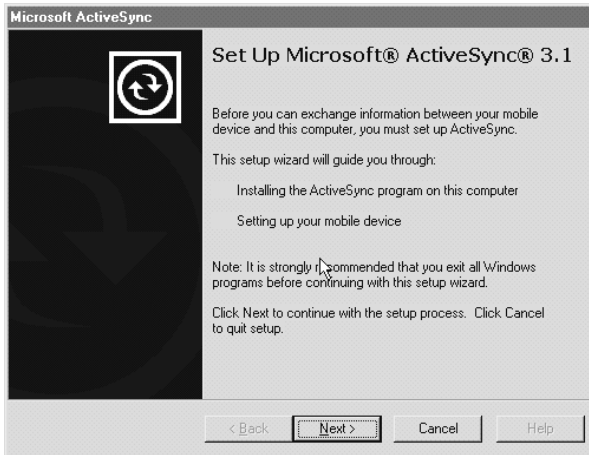 Microsoft ActiveSync
Set Up Microsoft® ActiveSync® 3.1
Before you can exchange information between your mobile
device and this computer, you must set up ActiveSync.
This setup wizard will guide you through:
Installing the ActiveSync program on this computer
Setting up your mobile device
Note: It is strongly recommended that you exit all Windows
programs before continuing with this setup wizard.
Click Next to continue with the setup process. Click Cancel
to quit setup.
< Back Next > Cancel Help